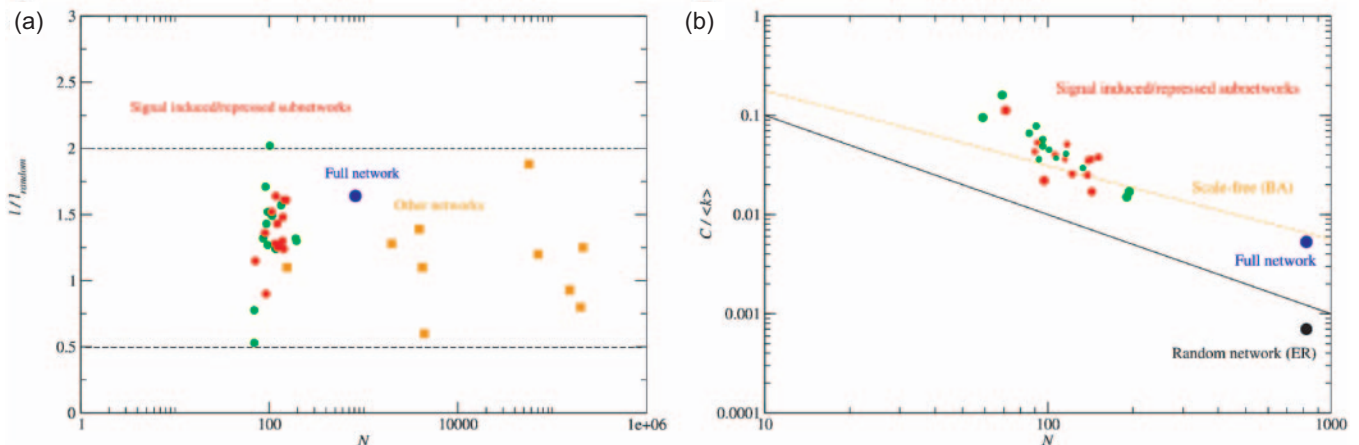 (a)
3
2.5
2
1.5
1
0.5
0
l / l_random
Signal induced/repressed subnetworks
Full network
Other networks
1
100
10000
1e+06
N
(b)
1
0.1
0.01
0.001
0.0001
C / <k>
Signal induced/repressed subnetworks
Scale-free (BA)
Full network
Random network (ER)
10
100
1000
N